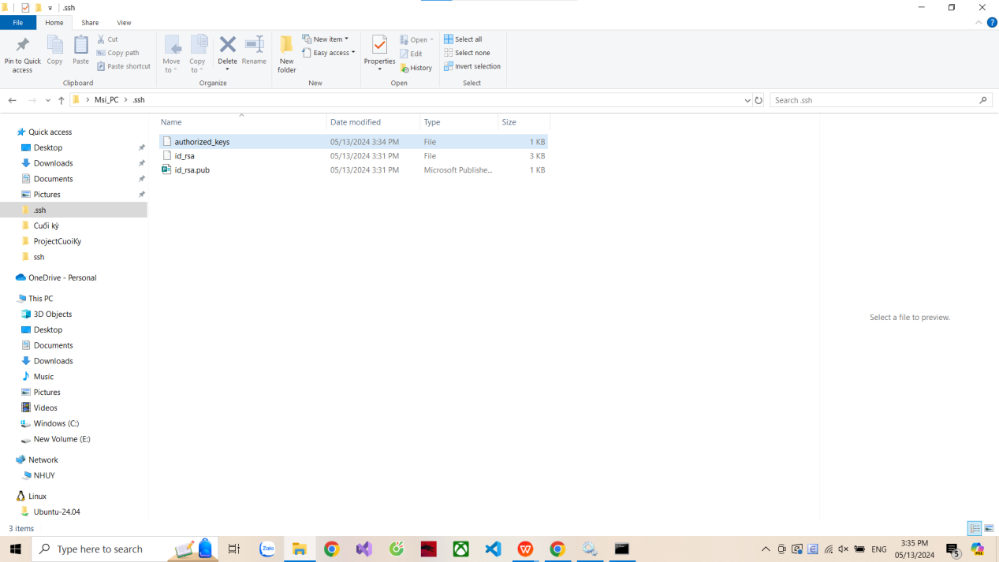 .ssh
File Home Share View
Pin to Quick access
Copy
Paste
Cut
Copy path
Paste shortcut
Clipboard
Move to
Copy to
Delete
Rename
Organize
New folder
New item
Easy access
New
Properties
Open
Edit
History
Open
Select all
Select none
Invert selection
Select
Msi_PC > .ssh
Search .ssh
Quick access
Desktop
Downloads
Documents
Pictures
.ssh
Cuối kỳ
ProjectCuoiKy
ssh
OneDrive - Personal
This PC
3D Objects
Desktop
Documents
Downloads
Music
Pictures
Videos
Windows (C:)
New Volume (E:)
Network
NHUY
Linux
Ubuntu-24.04
Name Date modified Type Size
authorized_keys 05/13/2024 3:34 PM File 1 KB
id_rsa 05/13/2024 3:31 PM File 3 KB
id_rsa.pub 05/13/2024 3:31 PM Microsoft Publishe... 1 KB
Select a file to preview.
3 items
Type here to search
Zalo
ENG
3:35 PM
05/13/2024
5
PRE